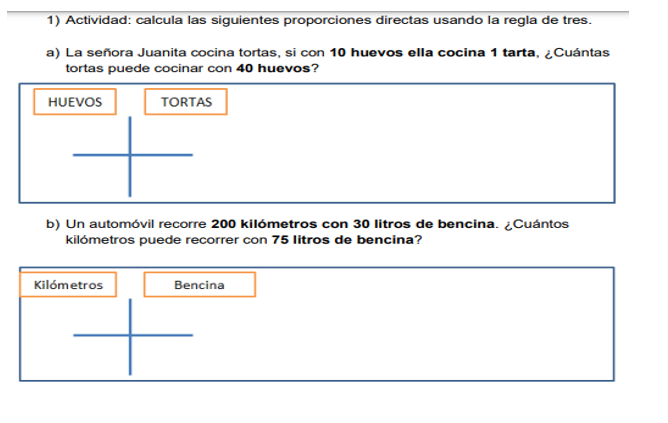 1) Actividad: calcula las siguientes proporciones directas usando la regla de tres.
a) La señora Juanita cocina tortas, si con 10 huevos ella cocina 1 tarta, ¿Cuántas
tortas puede cocinar con 40 huevos?
HUEVOS TORTAS
b) Un automóvil recorre 200 kilómetros con 30 litros de bencina. ¿Cuántos
kilómetros puede recorrer con 75 litros de bencina?
Kilómetros Bencina